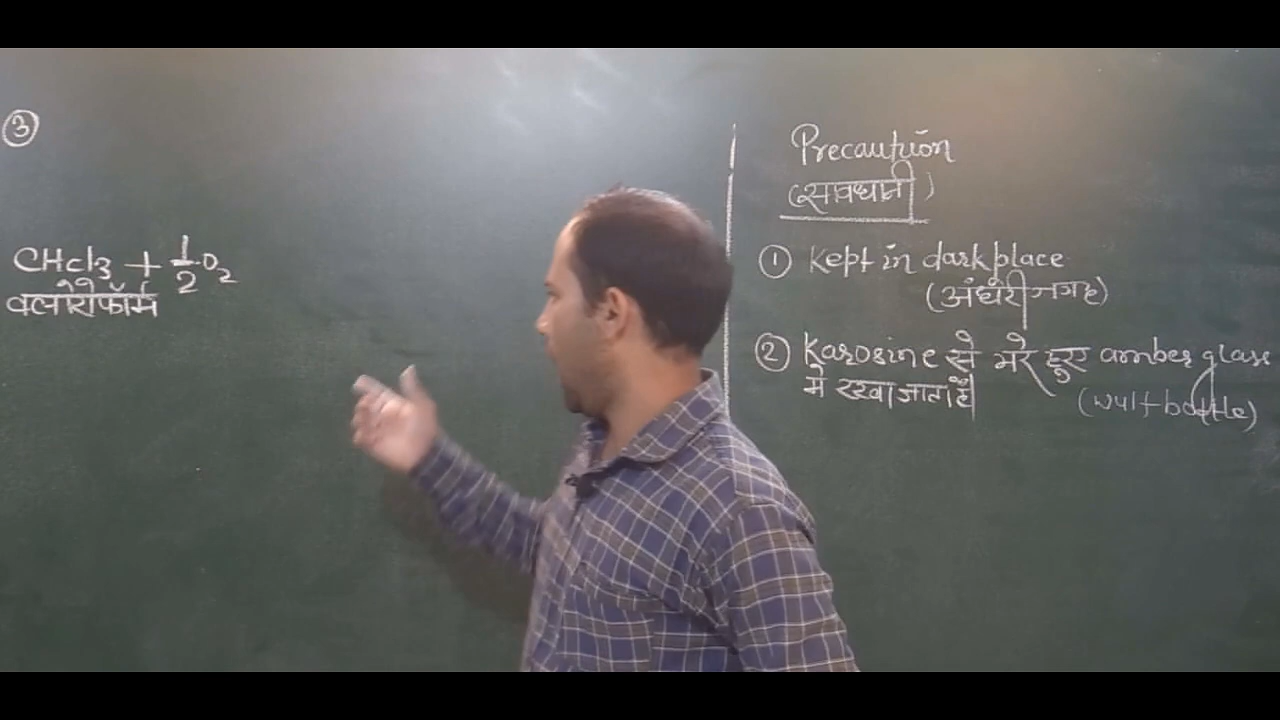 ③
CHCl3 + 1/2 O2
क्लोरोफॉर्म
Precaution
(सावधानी)
① Kept in dark place
(अंधेरी जगह)
② Karosine से भरे हुए amber glass
में रखा जाता है|
(wulf bottle)